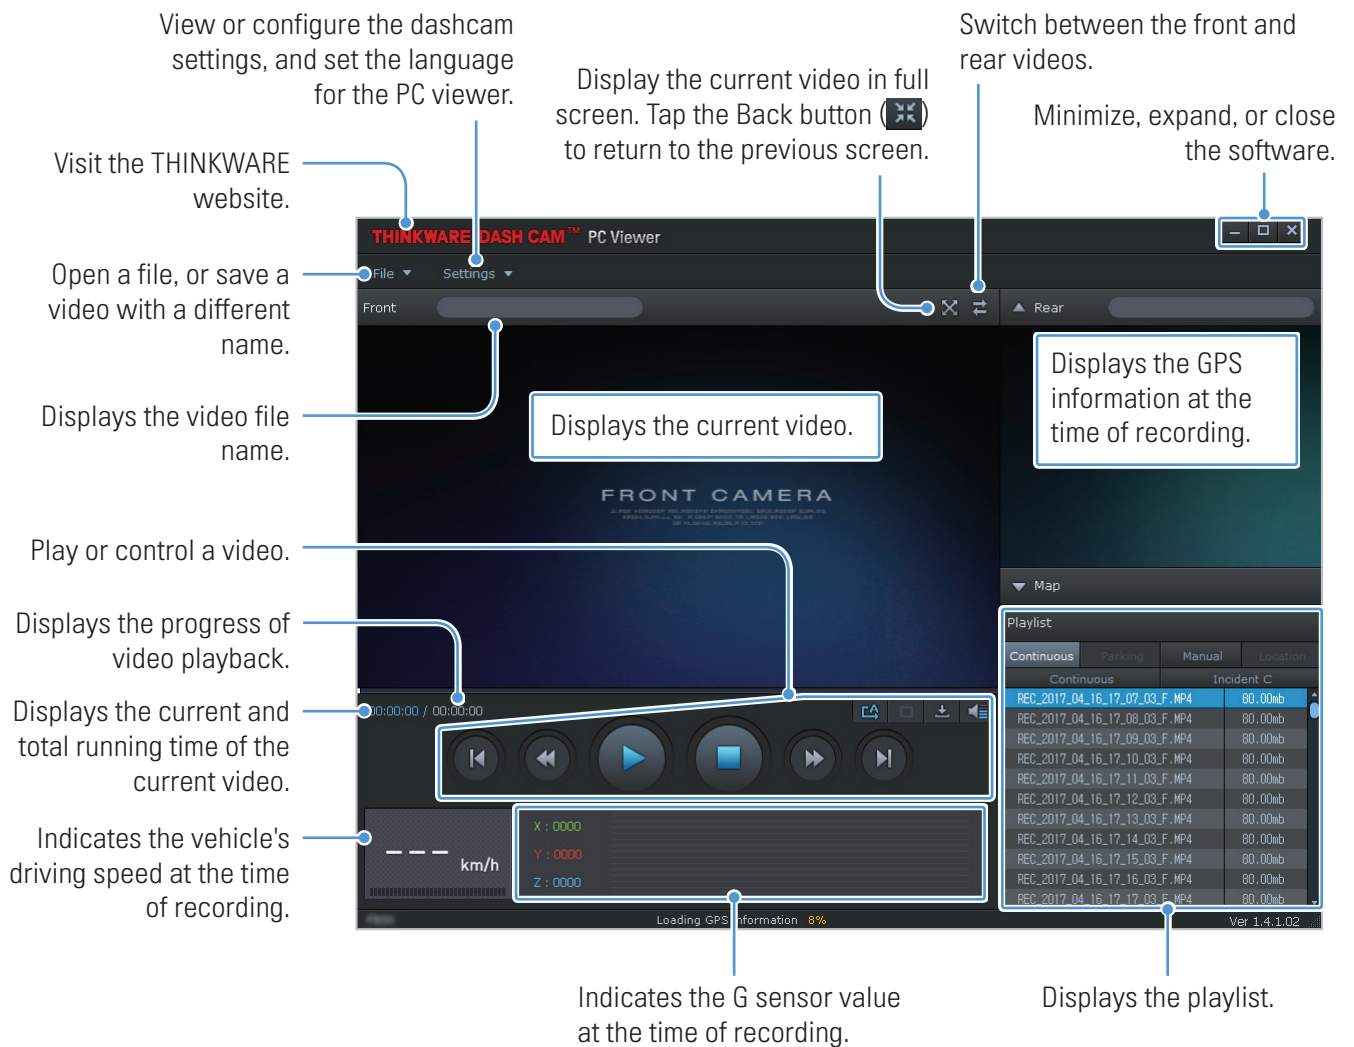 View or configure the dashcam
settings, and set the language
for the PC viewer.
Switch between the front and
rear videos.
Display the current video in full
screen. Tap the Back button ( )
to return to the previous screen.
Minimize, expand, or close
the software.
Visit the THINKWARE
website.
Open a file, or save a
video with a different
name.
Displays the video file
name.
Play or control a video.
Displays the progress of
video playback.
Displays the current and
total running time of the
current video.
Indicates the vehicle's
driving speed at the time
of recording.
THINKWARE DASH CAM™ PC Viewer
File Settings
Front
Rear
Displays the current video.
Displays the GPS
information at the
time of recording.
FRONT CAMERA
Map
Playlist
Continuous Parking Manual Location
Continuous Incident C
REC_2017_04_16_17_07_03_F.MP4 80.00mb
REC_2017_04_16_17_08_03_F.MP4 80.00mb
REC_2017_04_16_17_09_03_F.MP4 80.00mb
REC_2017_04_16_17_10_03_F.MP4 80.00mb
REC_2017_04_16_17_11_03_F.MP4 80.00mb
REC_2017_04_16_17_12_03_F.MP4 80.00mb
REC_2017_04_16_17_13_03_F.MP4 80.00mb
REC_2017_04_16_17_14_03_F.MP4 80.00mb
REC_2017_04_16_17_15_03_F.MP4 80.00mb
REC_2017_04_16_17_16_03_F.MP4 80.00mb
REC_2017_04_16_17_17_03_F.MP4 80.00mb
00:00:00 / 00:00:00
--- km/h
X : 0000
Y : 0000
Z : 0000
Loading GPS information 8%
Ver 1.4.1.02
Indicates the G sensor value
at the time of recording.
Displays the playlist.